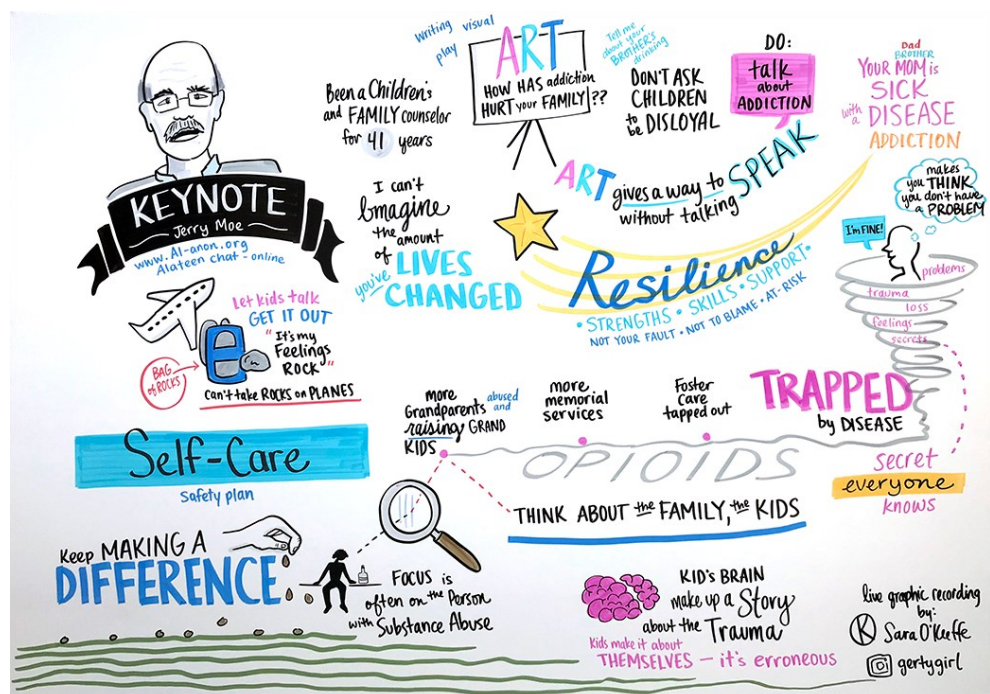 KEYNOTE
Jerry Moe
www.Al-anon.org
Alateen chat - online
Been a Children's
and FAMILY counselor
for 41 years
Writing visual
play
ART
HOW HAS addiction
HURT your FAMILY ??
Tell me
about your
BROTHER'S
drinking
DON'T ASK
CHILDREN
to be DISLOYAL
DO:
talk
about
ADDICTION
Dad
BROTHER
YOUR MOM is
SICK
with a DISEASE
ADDICTION
ART gives a way to SPEAK
without talking
I can't
Imagine
the amount
of LIVES
you've CHANGED
Resilience
• STRENGTHS • SKILLS • SUPPORT •
NOT YOUR FAULT • NOT TO BLAME • AT-RISK
makes
you THINK
you don't have
a PROBLEM
I'm FINE!
problems
trauma
loss
feelings
secrets
TRAPPED
by DISEASE
secret
everyone
knows
Let kids talk
GET IT OUT
"It's my
Feelings
ROCK"
BAG
of ROCKS
can't take ROCKS on PLANES
more
Grandparents
raising GRAND
KIDS
abused
and
more
memorial
services
Foster
Care
tapped out
OPIOIDS
THINK ABOUT the FAMILY, the KIDS
Self-Care
Safety plan
Keep MAKING A
DIFFERENCE
FOCUS is
often on the Person
with Substance Abuse
KID'S BRAIN
make up a Story
about the Trauma
Kids make it about
THEMSELVES — it's erroneous
live graphic recording
by:
K Sara O'Keeffe
gertygirl